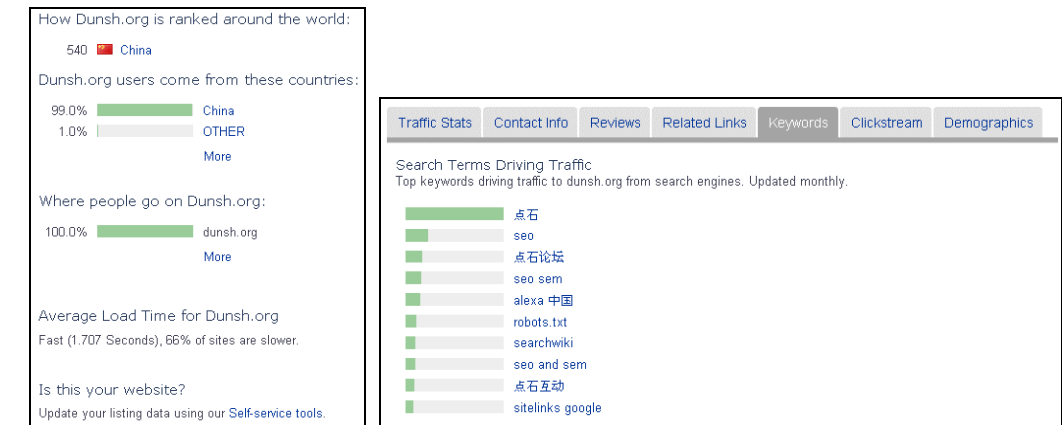 How Dunsh.org is ranked around the world:
540 China
Dunsh.org users come from these countries:
99.0% China
1.0% OTHER
More
Where people go on Dunsh.org:
100.0% dunsh.org
More
Average Load Time for Dunsh.org
Fast (1.707 Seconds), 66% of sites are slower.
Is this your website?
Update your listing data using our Self-service tools.
Traffic Stats Contact Info Reviews Related Links Keywords Clickstream Demographics
Search Terms Driving Traffic
Top keywords driving traffic to dunsh.org from search engines. Updated monthly.
点石
seo
点石论坛
seo sem
alexa 中国
robots.txt
searchwiki
seo and sem
点石互动
sitelinks google